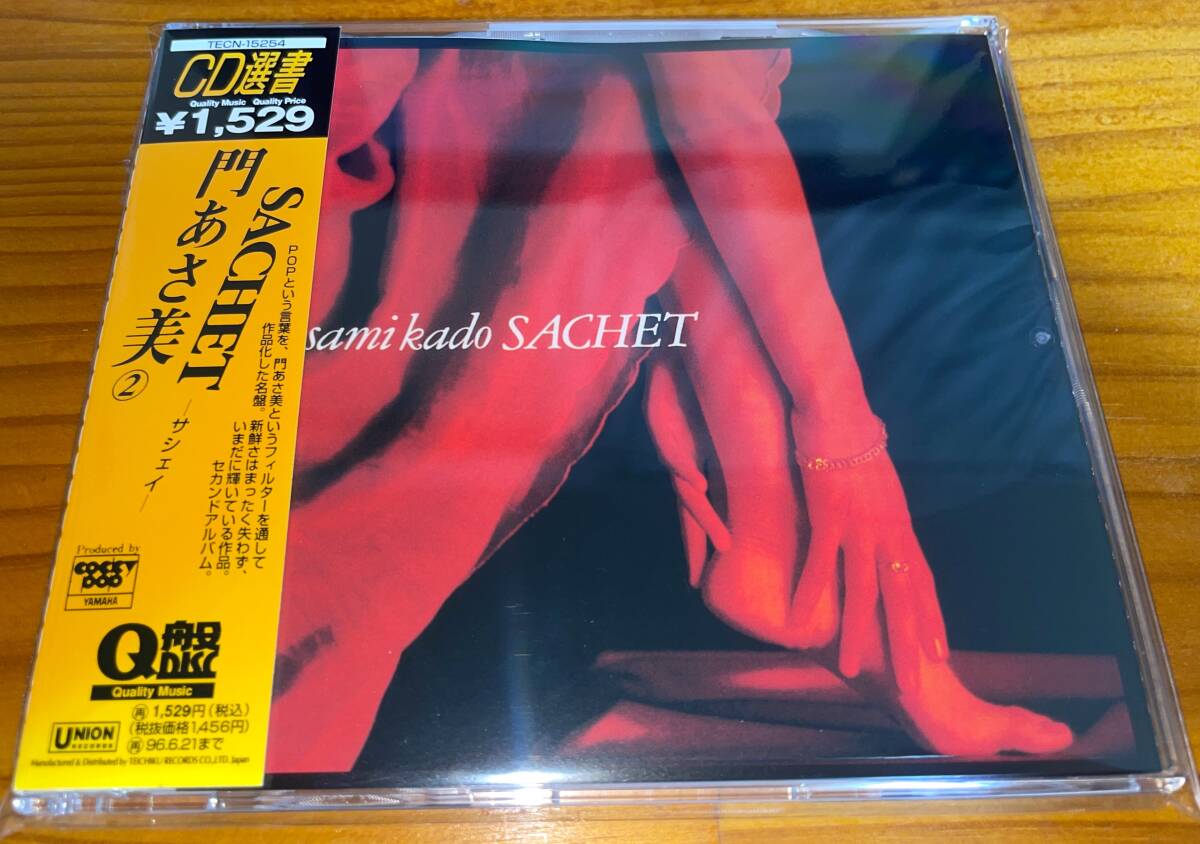 TECN-15254
CD選書
Quality Music Quality Price
¥1,529
SACHET
門あさ美②
—サシェイ—
POPという言葉を、門あさ美というフィルターを通して
作品化した名盤。新鮮さはまったく失わず、
いまだに輝いている作品。
セカンドアルバム。
Produced by
COCKY
POP
YAMAHA
Q盤
Quality Music
再1,529円(税込)
(税抜価格1,456円)
再96.6.21まで
UNION
RECORDS
Manufactured & Distributed by TEICHIKU RECORDS CO.,LTD. Japan
sami kado SACHET